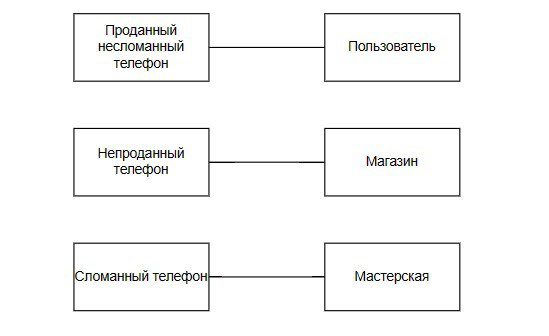 Проданный
несломанный
телефон
Пользователь
Непроданный
телефон
Магазин
Сломанный телефон
Мастерская